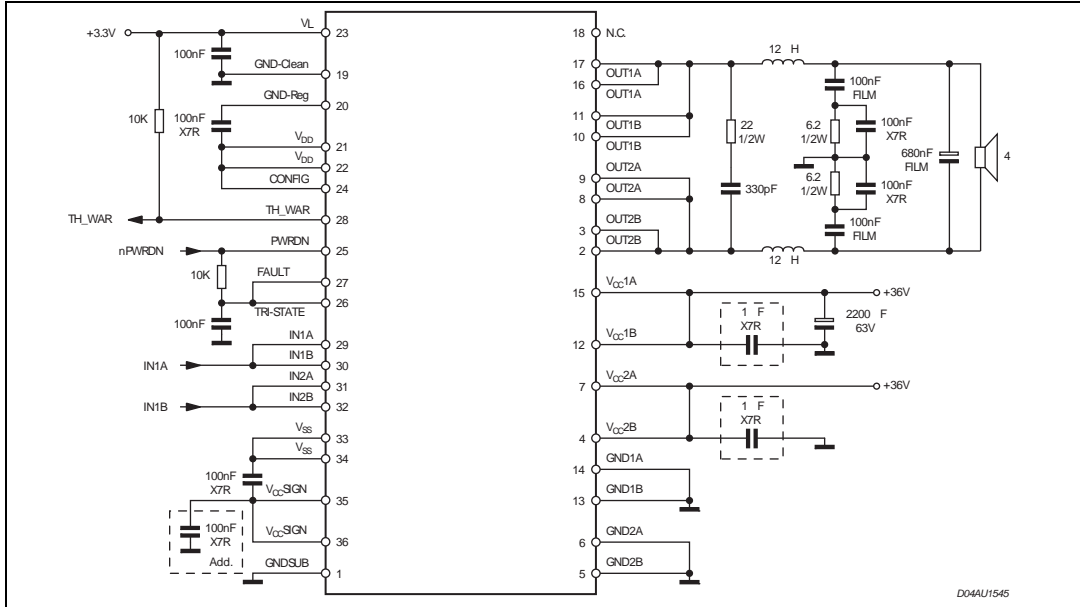 +3.3V
VL
23
100nF
GND-Clean
19
GND-Reg
20
10K
100nF
X7R
VDD
21
VDD
22
CONFIG
24
TH_WAR
TH_WAR
28
nPWRDN
PWRDN
25
10K
FAULT
27
26
TRI-STATE
100nF
IN1A
29
IN1A
IN1B
30
IN2A
31
IN1B
IN2B
32
VSS
33
VSS
34
100nF
X7R
VCCSIGN
35
100nF
X7R
Add.
VCCSIGN
36
GNDSUB
1
18
N.C.
17
OUT1A
16
OUT1A
11
OUT1B
10
OUT1B
9
OUT2A
OUT2A
8
3
OUT2B
OUT2B
2
12 H
22
1/2W
330pF
12 H
100nF
FILM
6.2
1/2W
100nF
X7R
6.2
1/2W
100nF
X7R
100nF
FILM
680nF
FILM
4
15
VCC1A
+36V
1 F
X7R
2200 F
63V
12
VCC1B
7
VCC2A
+36V
1 F
X7R
4
VCC2B
14
GND1A
13
GND1B
6
GND2A
5
GND2B
D04AU1545